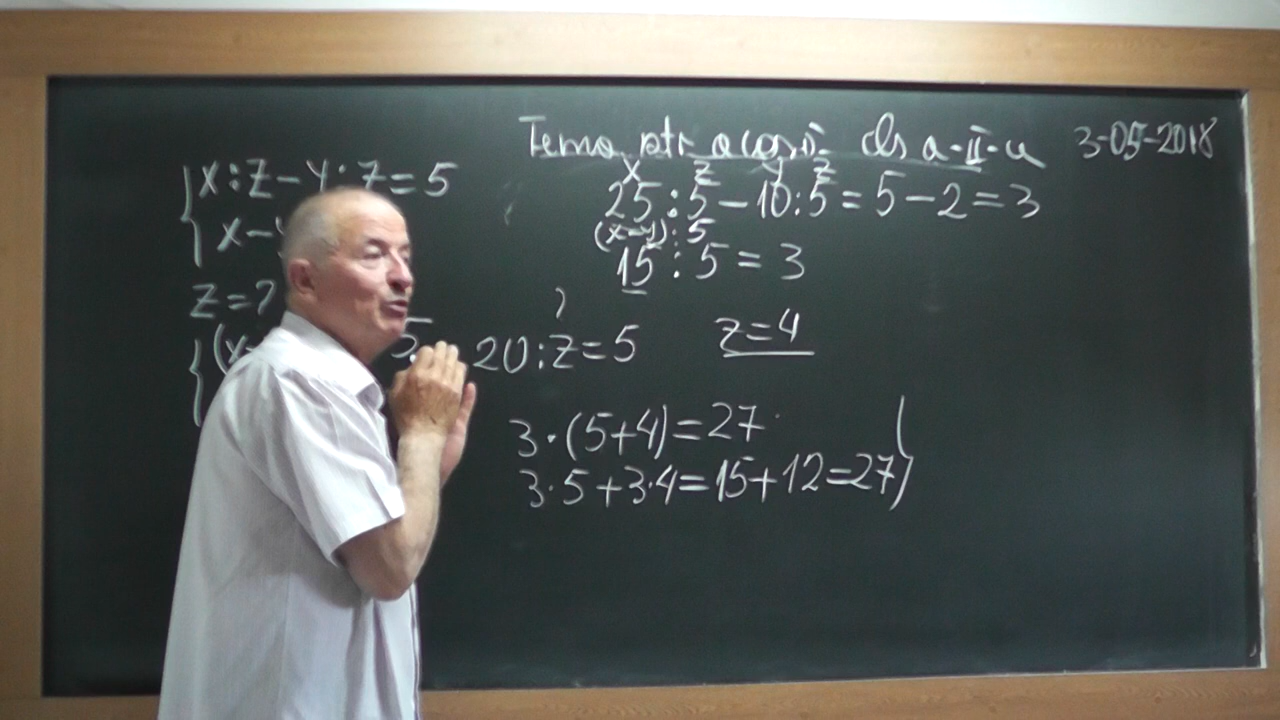 Tema ptr acasă cls a-II-a 3-05-2018
x:z-y:z=5
x z y z
25:5-10:5=5-2=3
x-y
(x-y):5
15:5=3
z=?
z=4
(x- 5
20:z=5
?
3·(5+4)=27
3·5+3·4=15+12=27